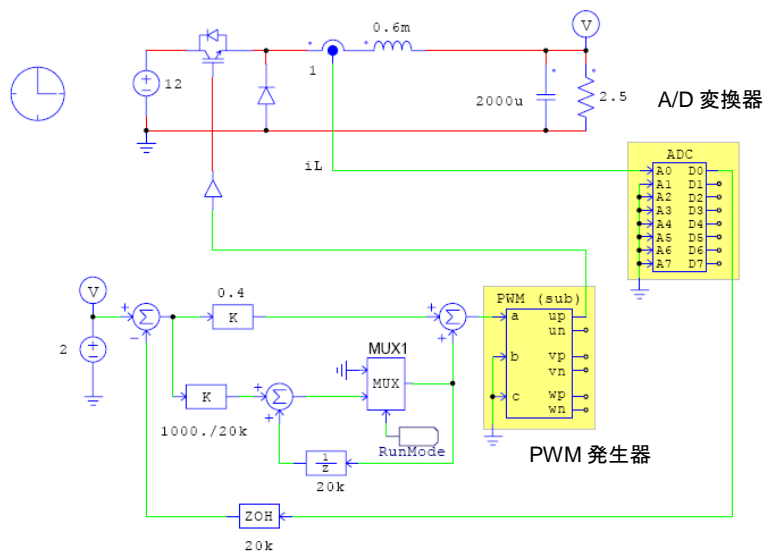 V
0.6m
12
1
2000u
2.5
A/D 変換器
iL
ADC
A0 D0
A1 D1
A2 D2
A3 D3
A4 D4
A5 D5
A6 D6
A7 D7
V
0.4
K
PWM (sub)
a up
un
b vp
vn
c wp
wn
2
MUX1
MUX
K
1000./20k
RunMode
1
Z
20k
PWM 発生器
ZOH
20k